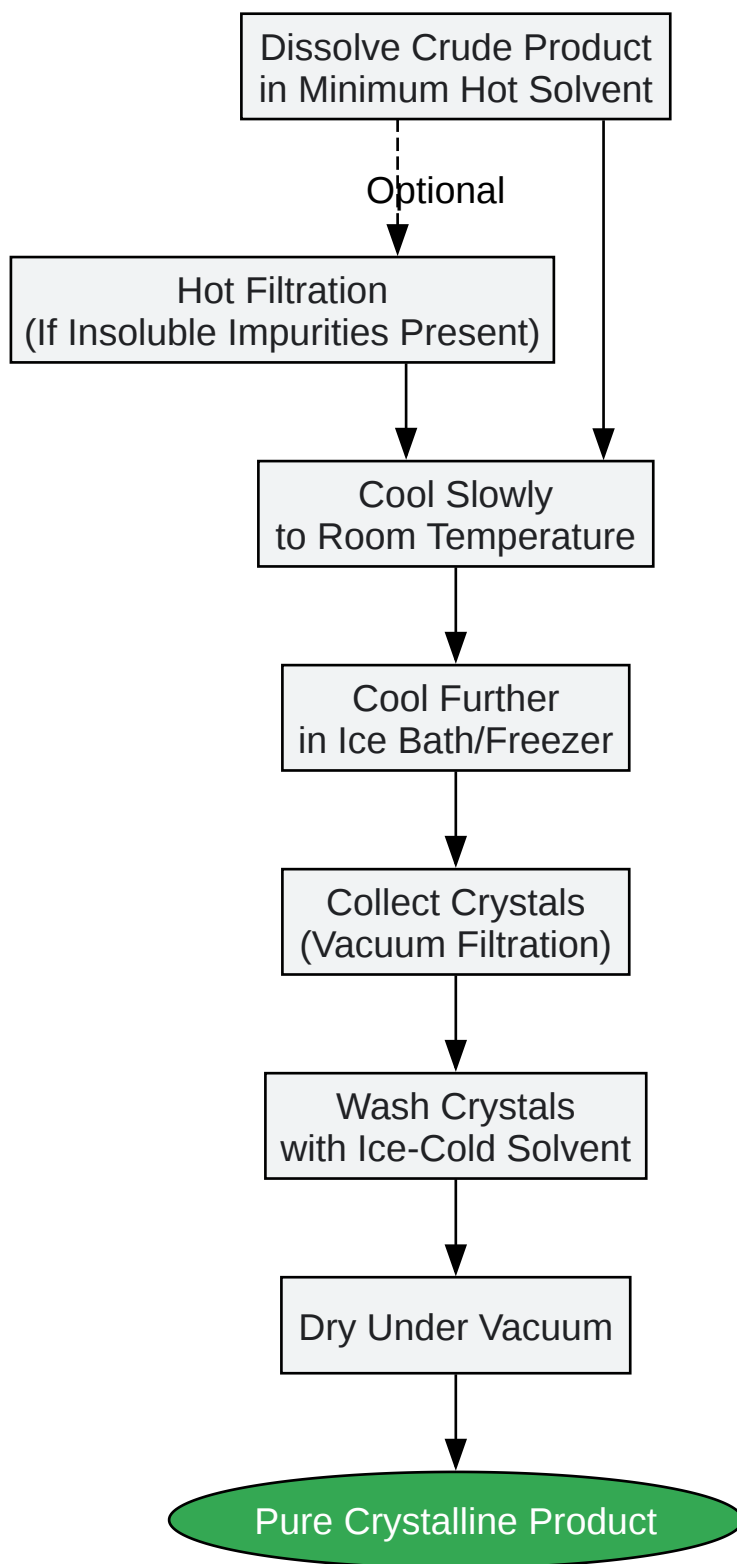 Dissolve Crude Product
in Minimum Hot Solvent
Optional
Hot Filtration
(If Insoluble Impurities Present)
Cool Slowly
to Room Temperature
Cool Further
in Ice Bath/Freezer
Collect Crystals
(Vacuum Filtration)
Wash Crystals
with Ice-Cold Solvent
Dry Under Vacuum
Pure Crystalline Product